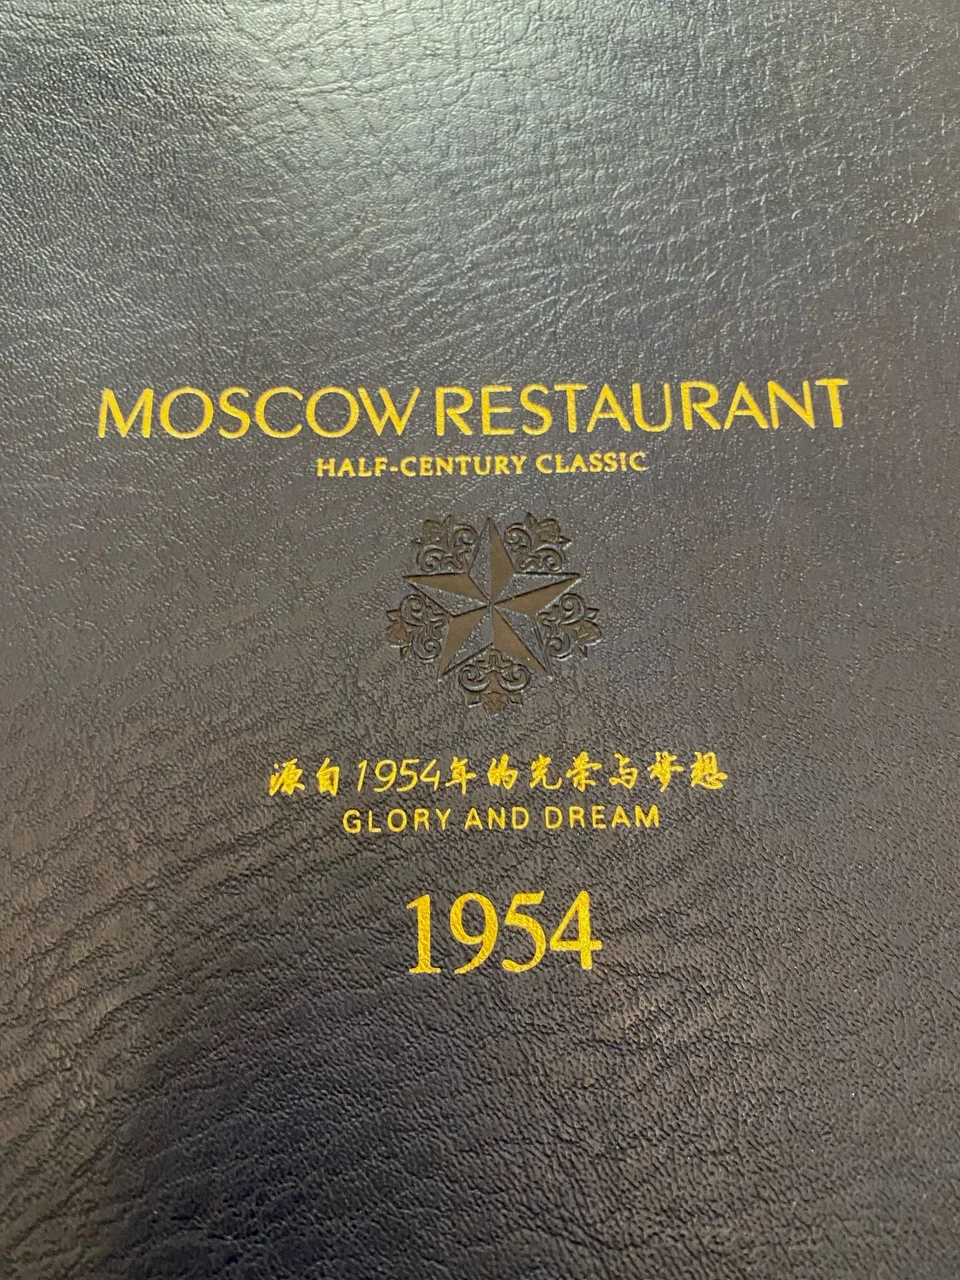 MOSCOW RESTAURANT
HALF-CENTURY CLASSIC
源自1954年的光荣与梦想
GLORY AND DREAM
1954